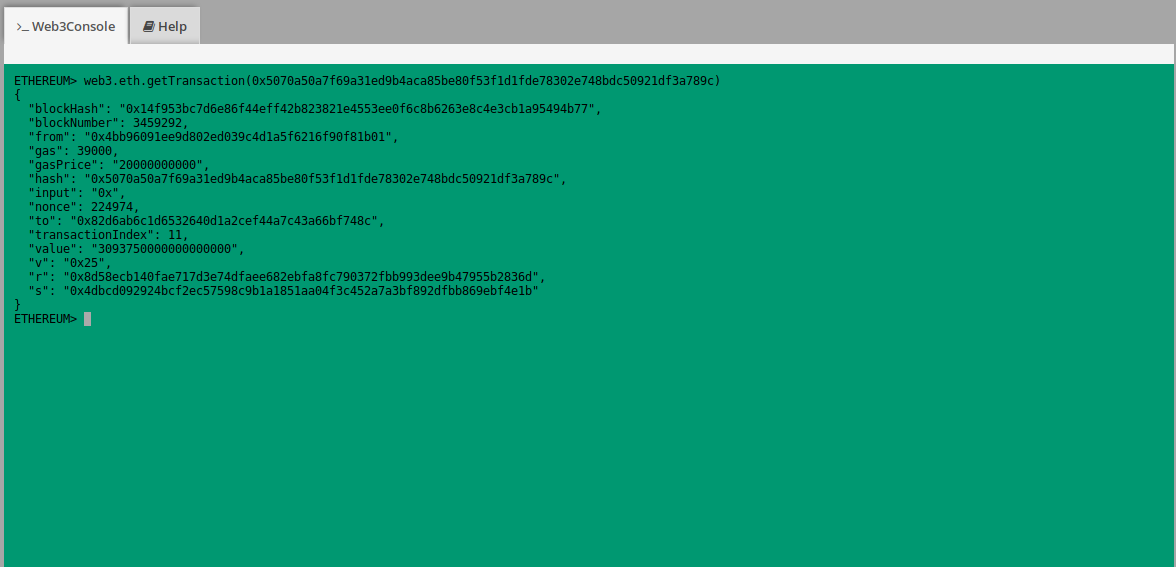 >_ Web3Console
Help
ETHEREUM> web3.eth.getTransaction(0x5070a50a7f69a31ed9b4aca85be80f53f1d1fde78302e748bdc50921df3a789c)
{
  "blockHash": "0x14f953bc7d6e86f44eff42b823821e4553ee0f6c8b6263e8c4e3cb1a95494b77",
  "blockNumber": 3459292,
  "from": "0x4bb96091ee9d802ed039c4d1a5f6216f90f81b01",
  "gas": 39000,
  "gasPrice": "20000000000",
  "hash": "0x5070a50a7f69a31ed9b4aca85be80f53f1d1fde78302e748bdc50921df3a789c",
  "input": "0x",
  "nonce": 224974,
  "to": "0x82d6ab6c1d6532640d1a2cef44a7c43a66bf748c",
  "transactionIndex": 11,
  "value": "3093750000000000000",
  "v": "0x25",
  "r": "0x8d58ecb140fae717d3e74dfaee682ebfa8fc790372fbb993dee9b47955b2836d",
  "s": "0x4dbcd092924bcf2ec57598c9b1a1851aa04f3c452a7a3bf892dfbb869ebf4e1b"
}
ETHEREUM>